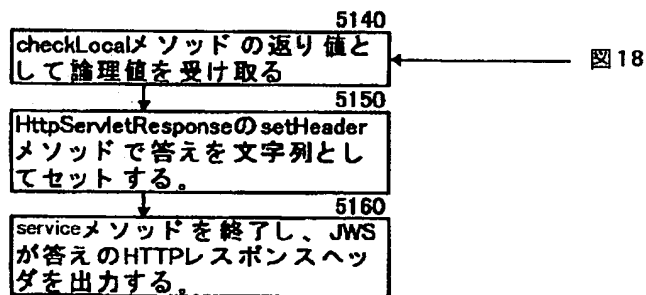 5140
checkLocalメソッドの返り値と
して論理値を受け取る
図18
5150
HttpServletResponseのsetHeader
メソッドで答えを文字列とし
てセットする。
5160
serviceメソッドを終了し、JWS
が答えのHTTPレスポンスヘッ
ダを出力する。